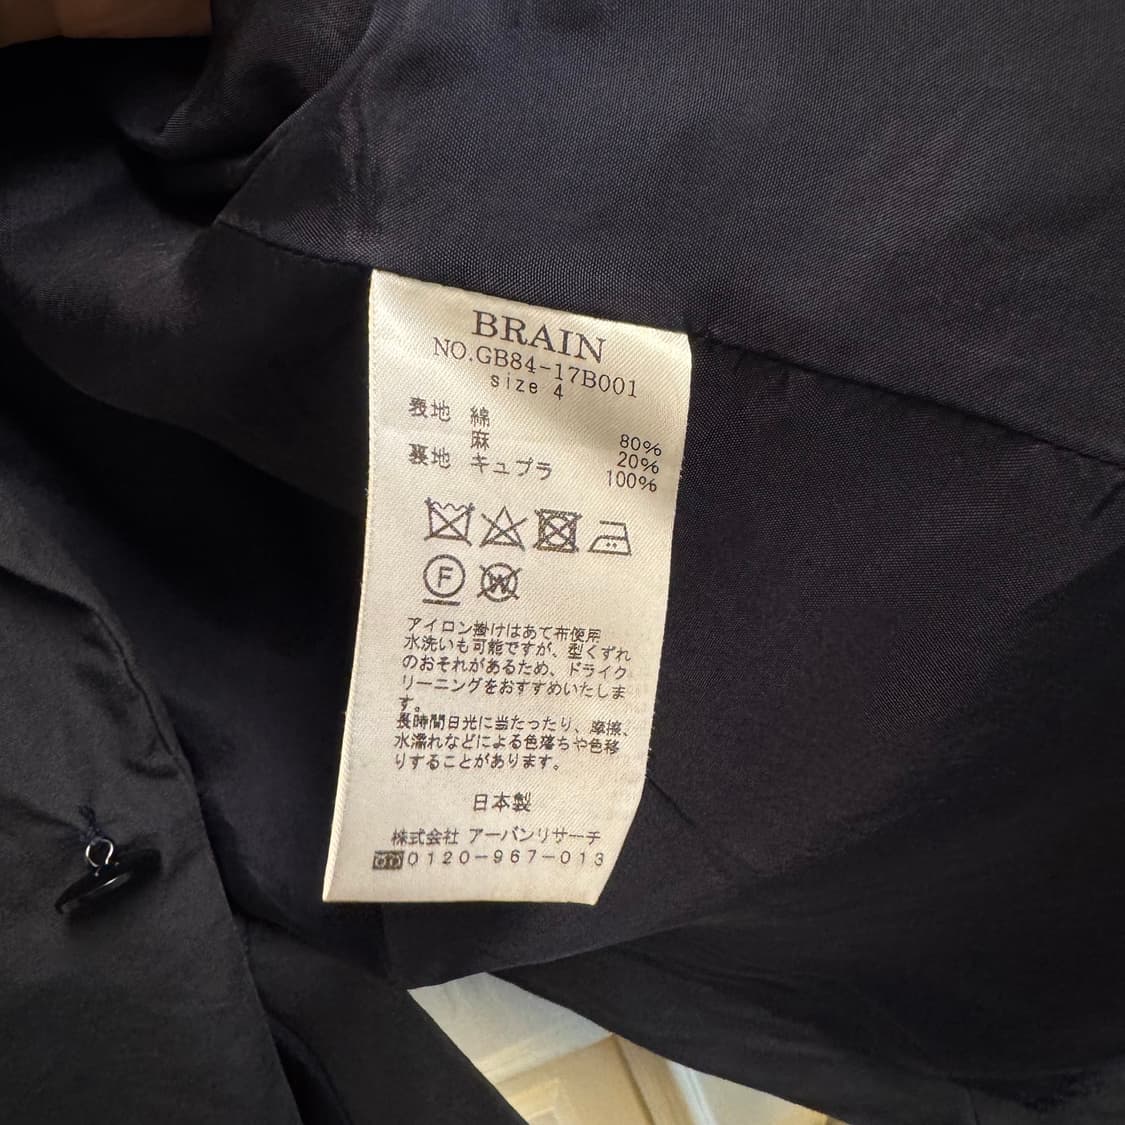 BRAIN
NO.GB84-17B001
size 4
表地 綿 80%
麻 20%
裏地 キュプラ 100%
F
W
アイロン掛けはあて布使用
水洗いも可能ですが、型くずれ
のおそれがあるため、ドライク
リーニングをおすすめいたしま
す。
長時間日光に当たったり、摩擦、
水濡れなどによる色落ちや色移
りすることがあります。
日本製
株式会社 アーバンリサーチ
0120-967-013